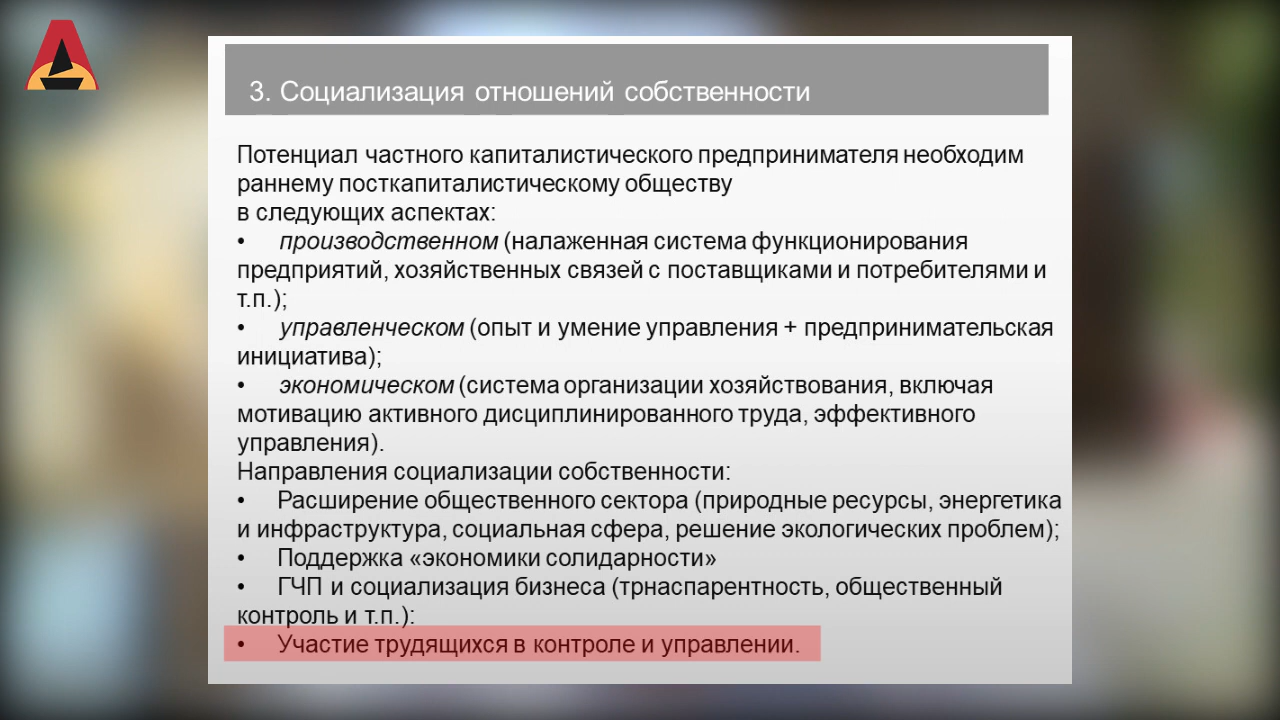 3. Социализация отношений собственности
Потенциал частного капиталистического предпринимателя необходим
раннему посткапиталистическому обществу
в следующих аспектах:
• производственном (налаженная система функционирования
предприятий, хозяйственных связей с поставщиками и потребителями и
т.п.);
• управленческом (опыт и умение управления + предпринимательская
инициатива);
• экономическом (система организации хозяйствования, включая
мотивацию активного дисциплинированного труда, эффективного
управления).
Направления социализации собственности:
• Расширение общественного сектора (природные ресурсы, энергетика
и инфраструктура, социальная сфера, решение экологических проблем);
• Поддержка «экономики солидарности»
• ГЧП и социализация бизнеса (трнаспарентность, общественный
контроль и т.п.):
• Участие трудящихся в контроле и управлении.